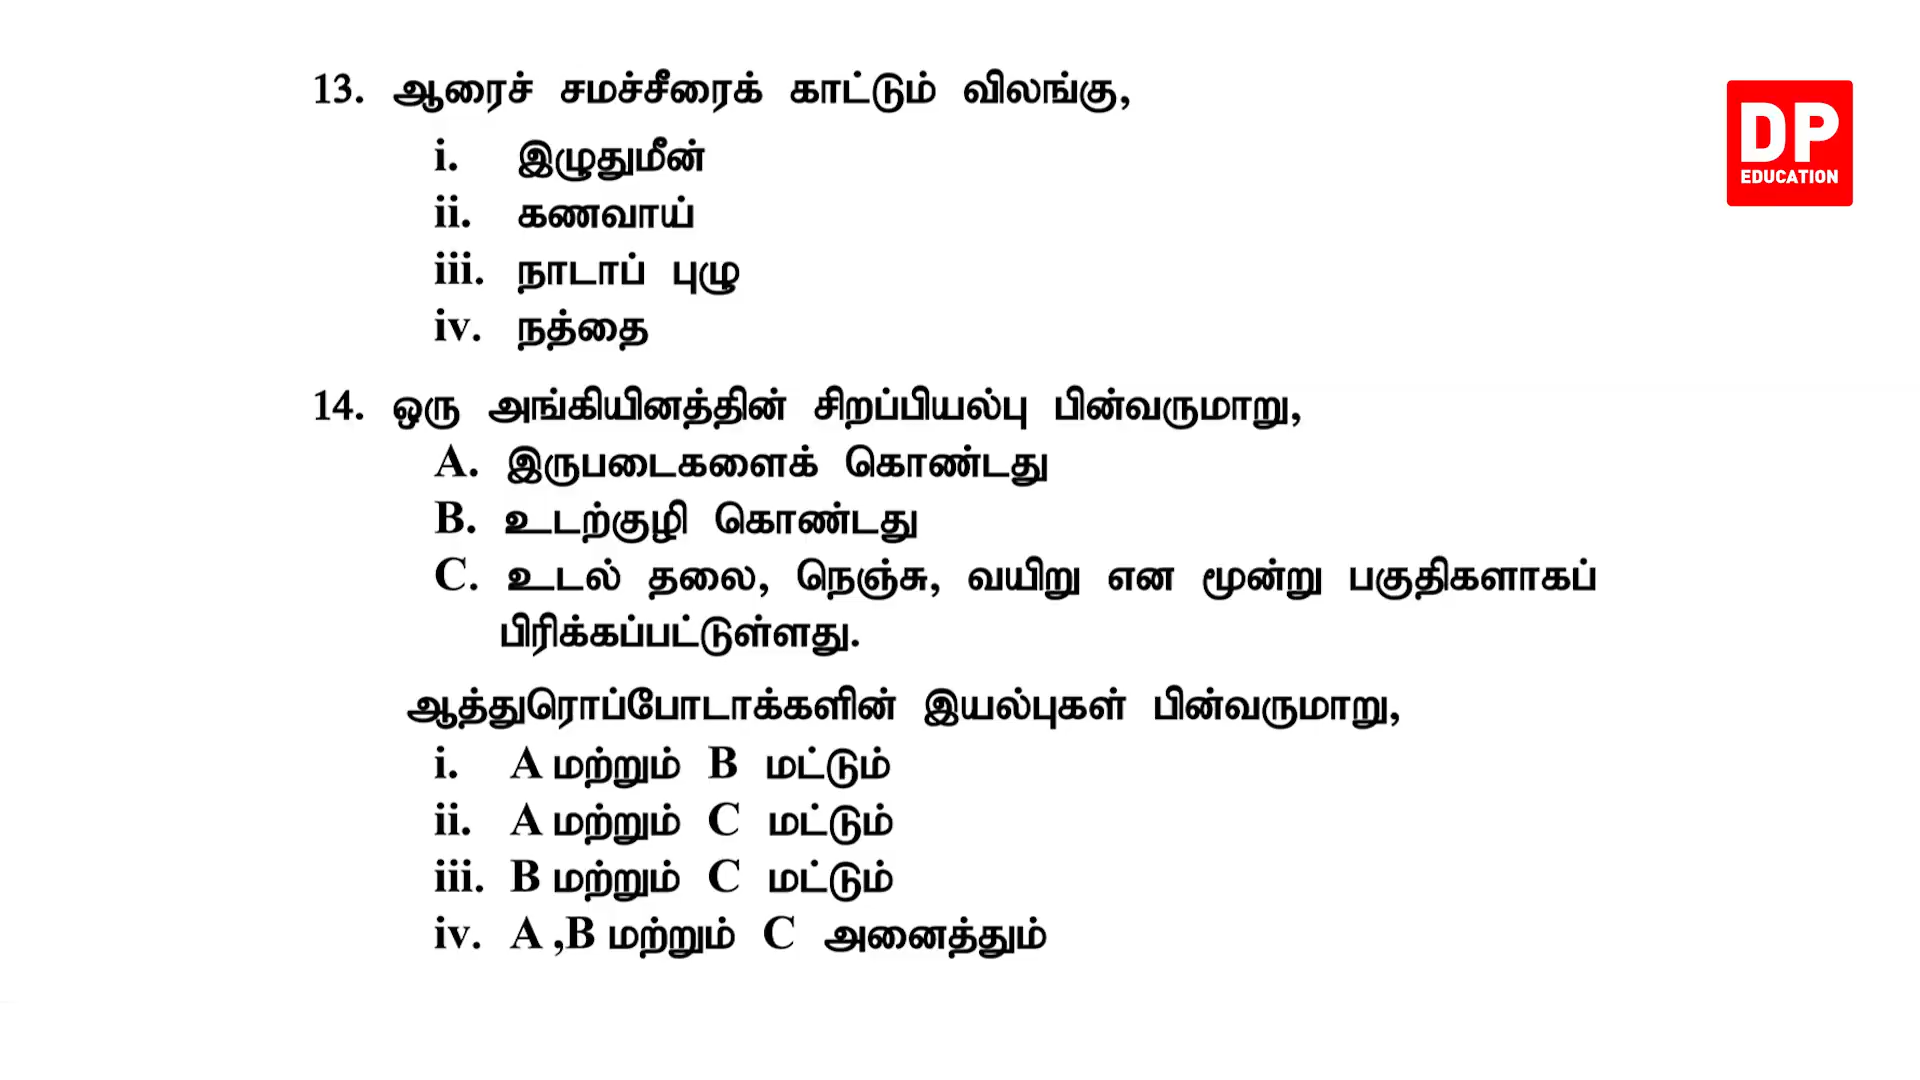 13. ஆரைச் சமச்சீரைக் காட்டும் விலங்கு,
i. இழுதுமீன்
ii. கணவாய்
iii. நாடாப் புழு
iv. நத்தை
14. ஒரு அங்கியினத்தின் சிறப்பியல்பு பின்வருமாறு,
A. இருபடைகளைக் கொண்டது
B. உடற்குழி கொண்டது
C. உடல் தலை, நெஞ்சு, வயிறு என மூன்று பகுதிகளாகப்
பிரிக்கப்பட்டுள்ளது.
ஆத்துரொப்போடாக்களின் இயல்புகள் பின்வருமாறு,
i. A மற்றும் B மட்டும்
ii. A மற்றும் C மட்டும்
iii. B மற்றும் C மட்டும்
iv. A ,B மற்றும் C அனைத்தும்
DP
EDUCATION